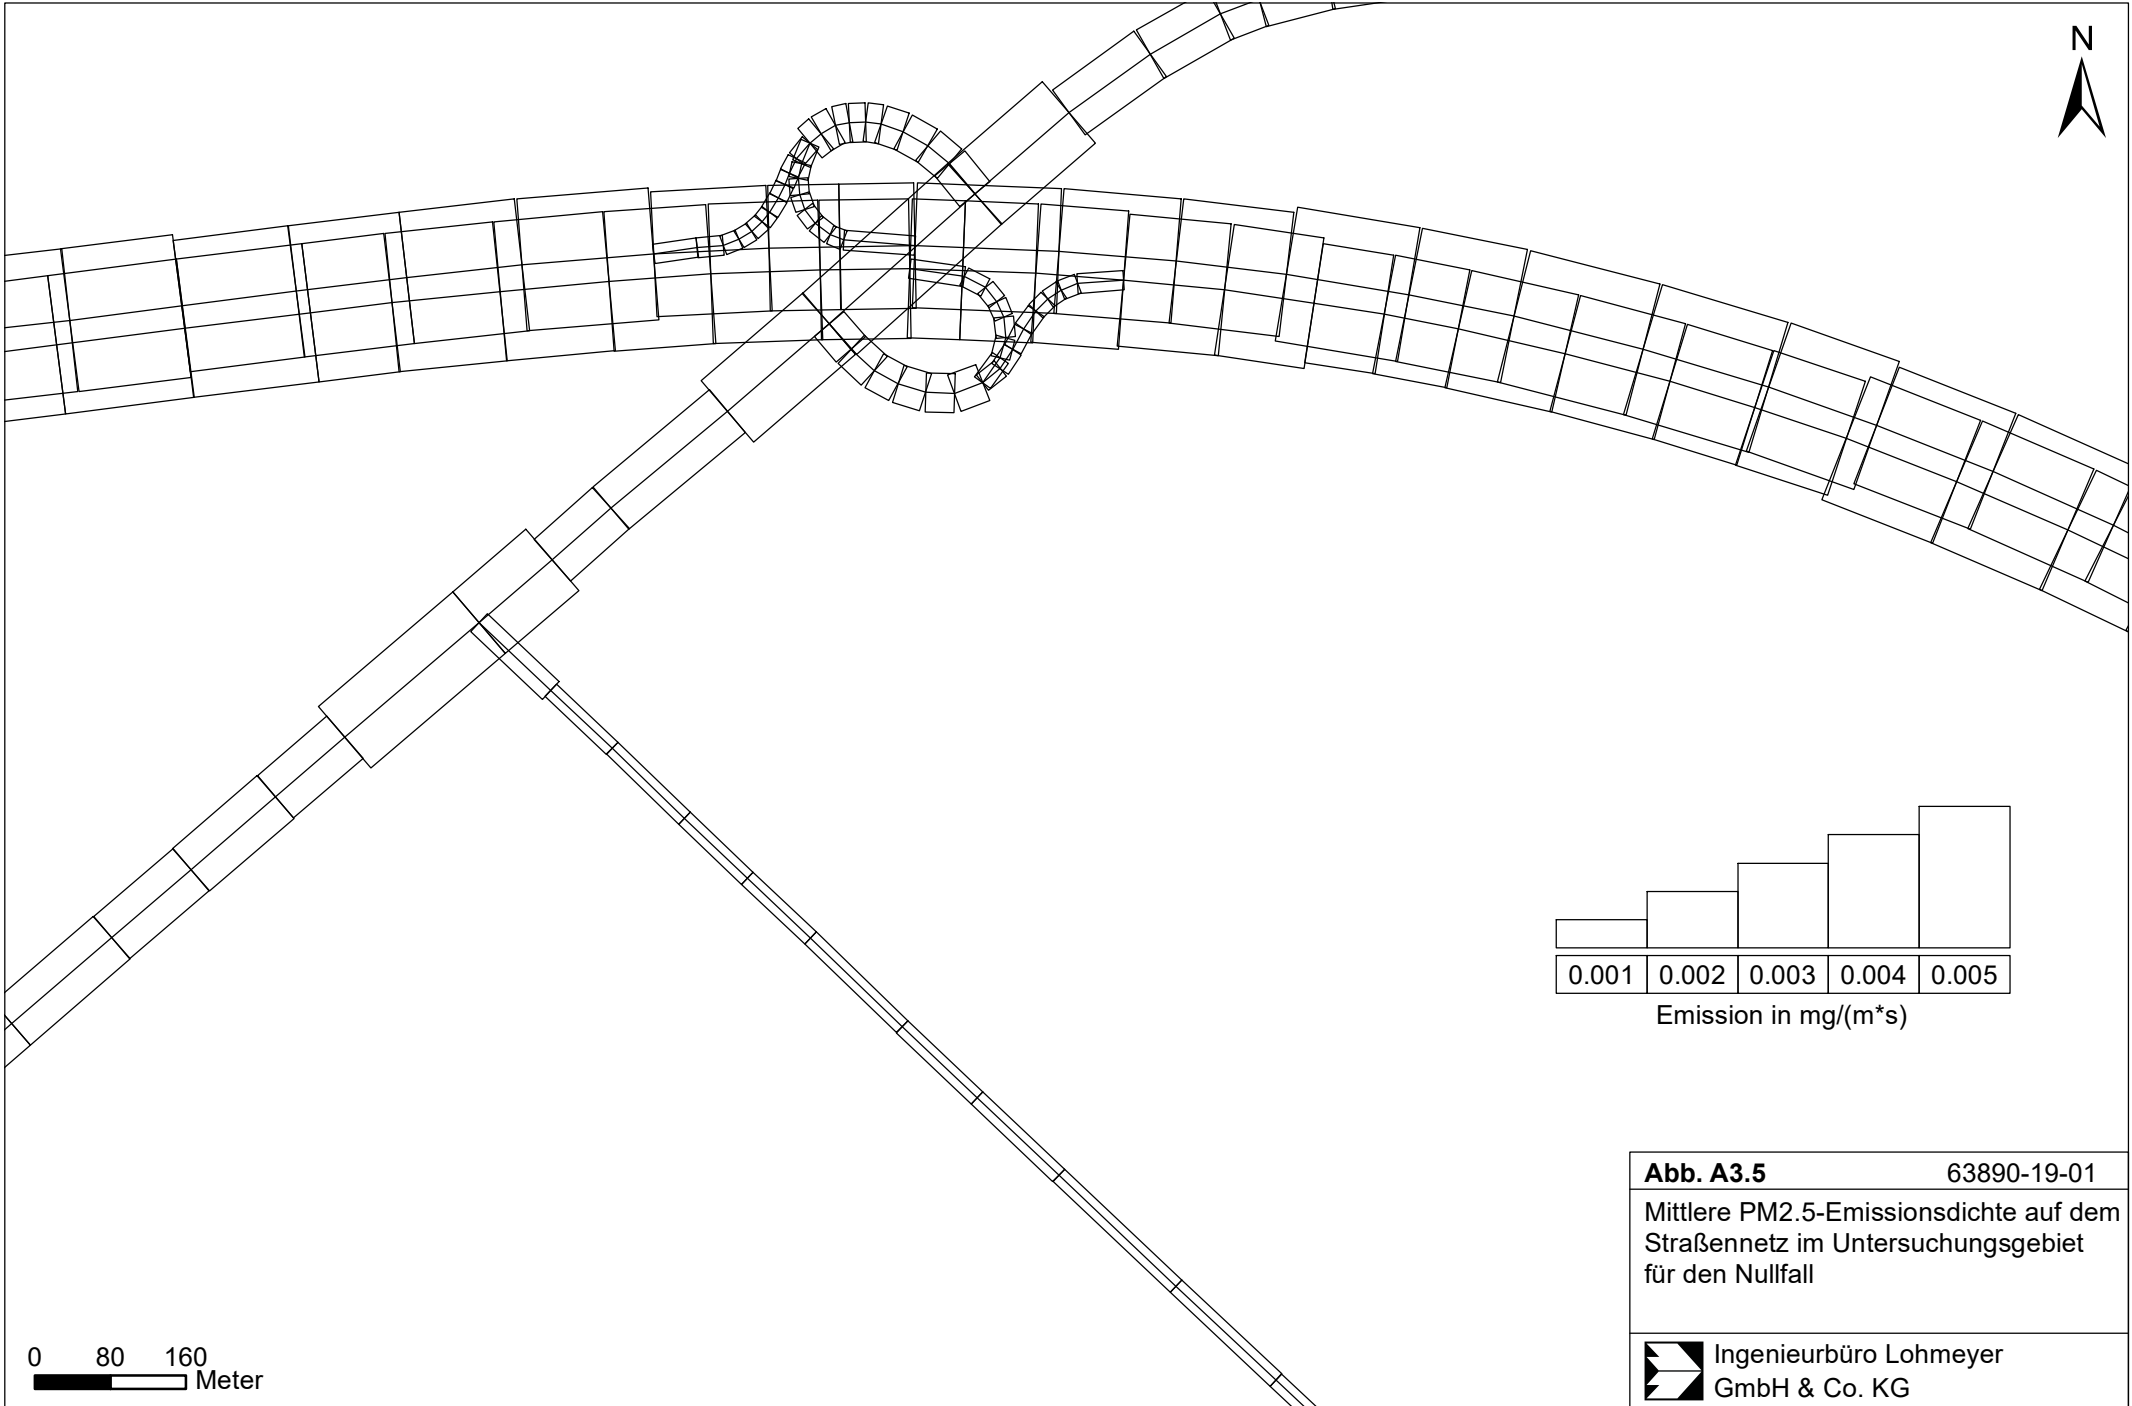 N
0.001 0.002 0.003 0.004 0.005
Emission in mg/(m*s)
Abb. A3.5 63890-19-01
Mittlere PM2.5-Emissionsdichte auf dem
Straßennetz im Untersuchungsgebiet
für den Nullfall
Ingenieurbüro Lohmeyer
GmbH & Co. KG
0 80 160
Meter